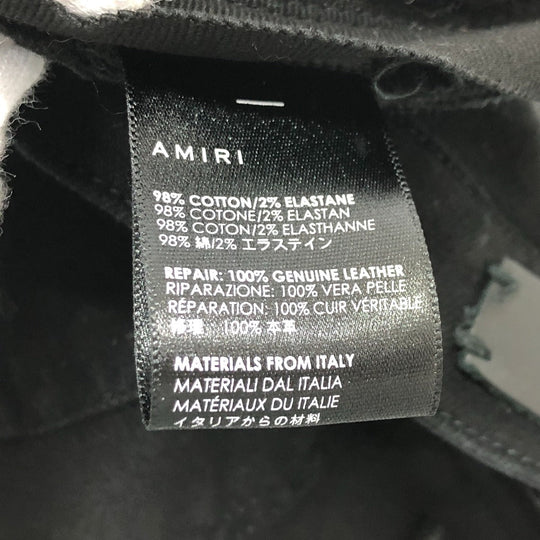 AMIRI
98% COTTON/2% ELASTANE
98% COTONE/2% ELASTAN
98% COTTON/2% ELASTHANNE
98% 綿/2% エラステイン
REPAIR: 100% GENUINE LEATHER
RIPARAZIONE: 100% VERA PELLE
RÉPARATION: 100% CUIR VÉRITABLE
修理 100% 本革
MATERIALS FROM ITALY
MATERIALI DAL ITALIA
MATÉRIAUX DU ITALIE
イタリアからの材料